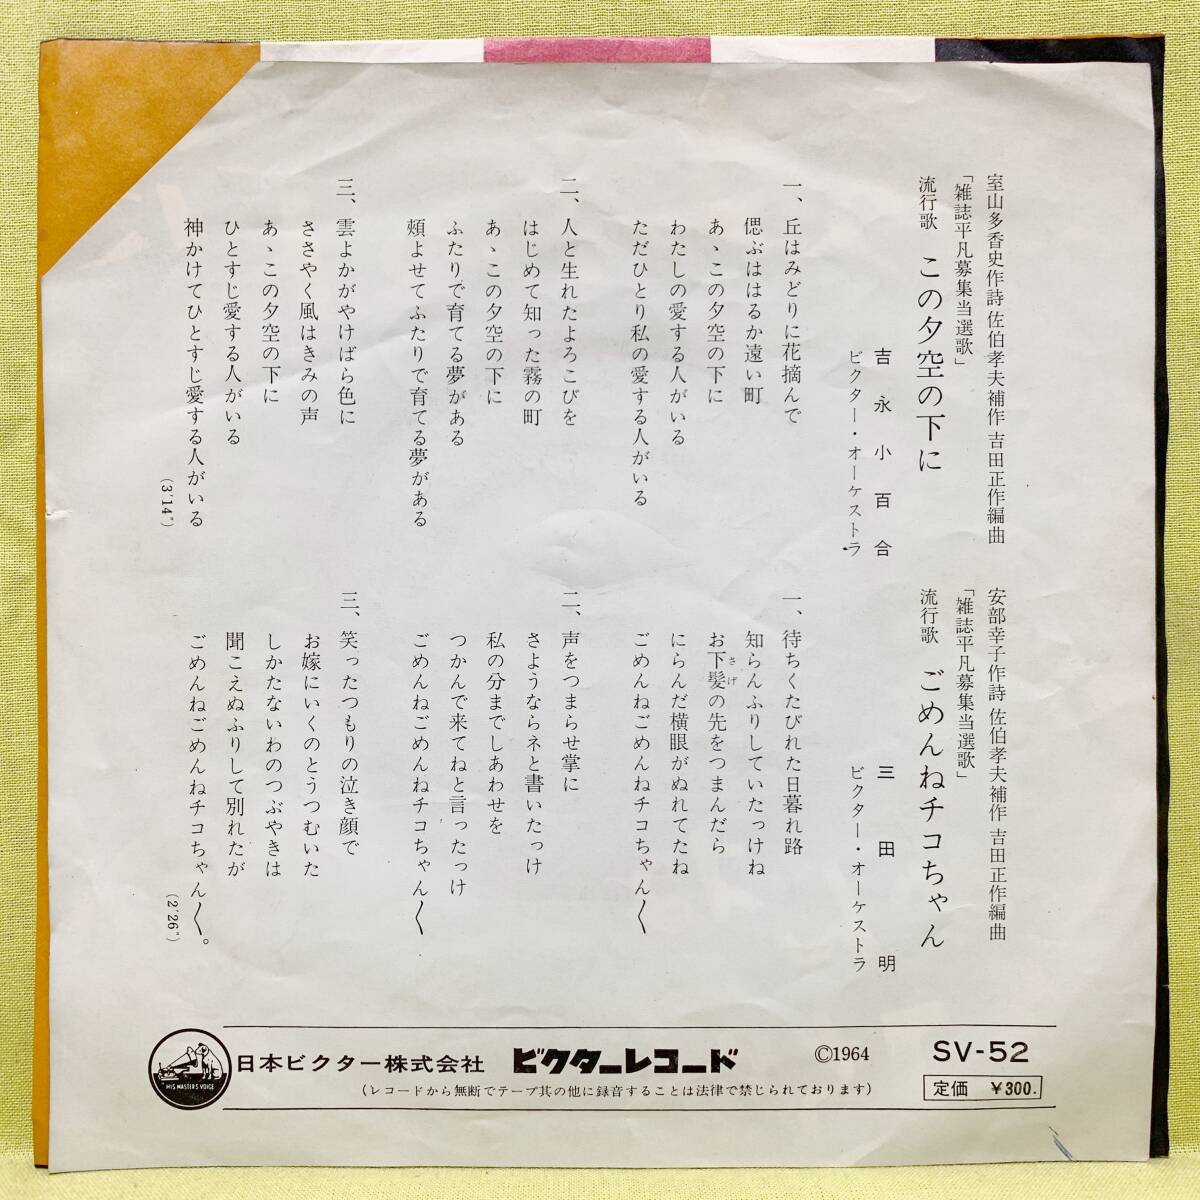 室山多香史作詩 佐伯孝夫補作 吉田正作編曲
「雑誌平凡募集当選歌」
流行歌 この夕空の下に
吉永小百合
ビクター・オーケストラ
一、丘はみどりに花摘んで
偲ぶははるか遠い町
あゝこの夕空の下に
わたしの愛する人がいる
ただひとり私の愛する人がいる
二、人と生れたよろこびを
はじめて知った霧の町
あゝこの夕空の下に
ふたりで育てる夢がある
頬よせてふたりで育てる夢がある
三、雲よかがやけばら色に
ささやく風はきみの声
あゝこの夕空の下に
ひとすじ愛する人がいる
神かけてひとすじ愛する人がいる
(3'14")
安部幸子作詩 佐伯孝夫補作 吉田正作編曲
「雑誌平凡募集当選歌」
流行歌 ごめんねチコちゃん
三田明
ビクター・オーケストラ
一、待ちくたびれた日暮れ路
知らんふりしていたっけね
お下髪の先をつまんだら
さげ
にらんだ横眼がぬれてたね
ごめんねごめんねチコちゃん〱
二、声をつまらせ掌に
さようならネと書いたっけ
私の分までしあわせを
つかんで来てねと言ったっけ
ごめんねごめんねチコちゃん〱
三、笑ったつもりの泣き顔で
お嫁にいくのとうつむいた
しかたないわのつぶやきは
聞こえぬふりして別れたが
ごめんねごめんねチコちゃん〱。
(2'26")
HIS MASTER'S VOICE
日本ビクター株式会社 ビクターレコード ©1964 SV-52
(レコードから無断でテープ其の他に録音することは法律で禁じられております) 定価 ¥300.